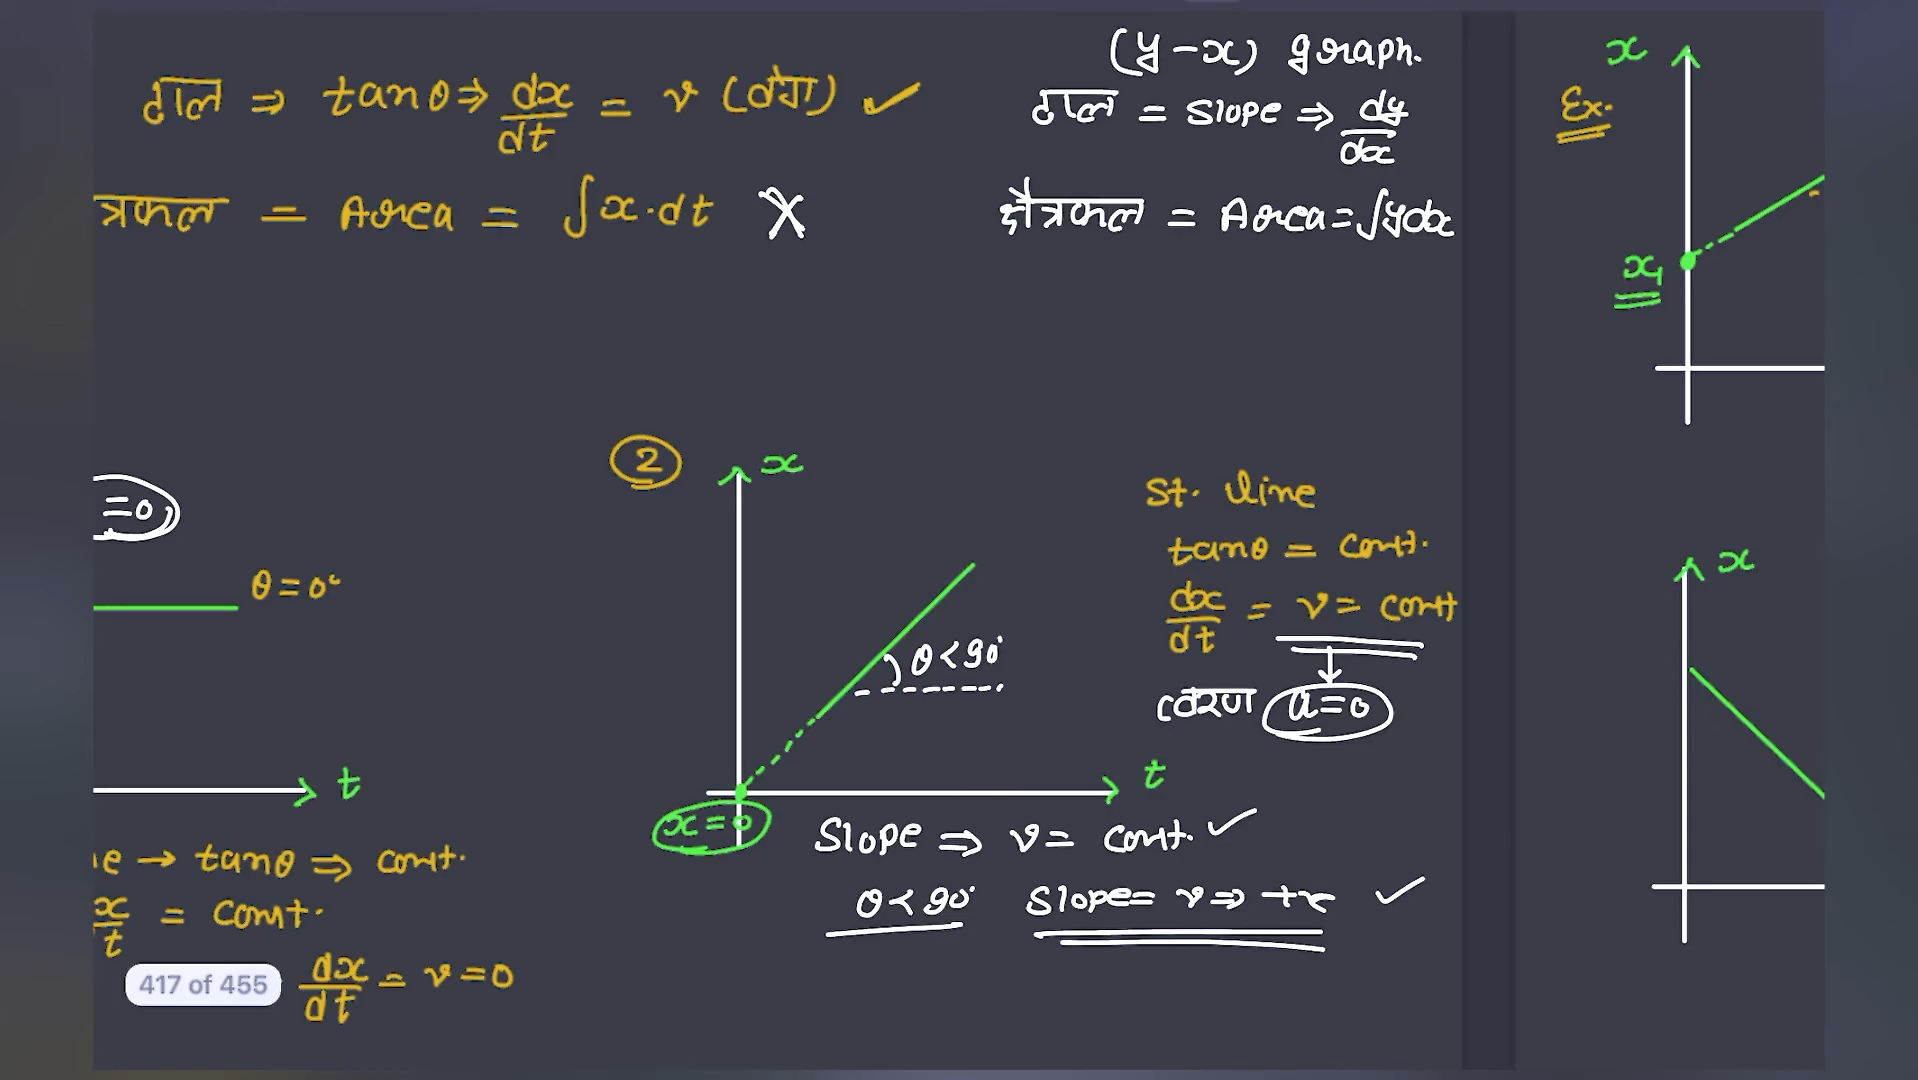 (y-x) graph.
ढाल ⇒ tanθ ⇒ dx/dt = v (वेग) ✓
ढाल = Slope ⇒ dy/dx
त्रफल = Area = ∫x.dt X
क्षेत्रफल = Area = ∫ydx
x
Ex.
x₁
=0
θ = 0°
t
2
x
θ < 90°
t
x = 0
St. line
tanθ = const.
dx/dt = v = const
त्वरण a = 0
Slope ⇒ v = const. ✓
θ < 90° Slope = v ⇒ +ve ✓
ne → tanθ ⇒ const.
x/t = const.
dx/dt = v = 0
417 of 455
x